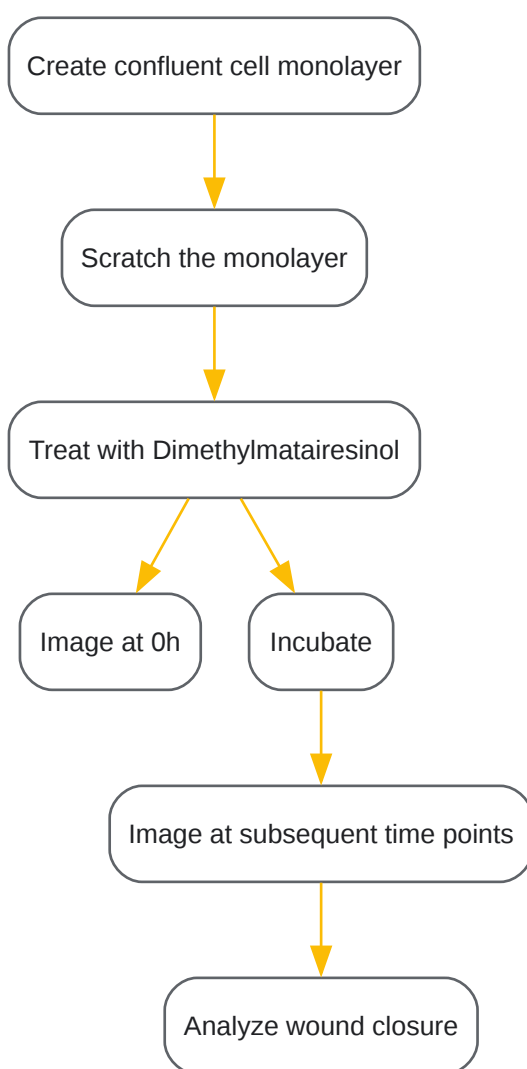 Create confluent cell monolayer
Scratch the monolayer
Treat with Dimethylmatairesinol
Image at 0h
Incubate
Image at subsequent time points
Analyze wound closure